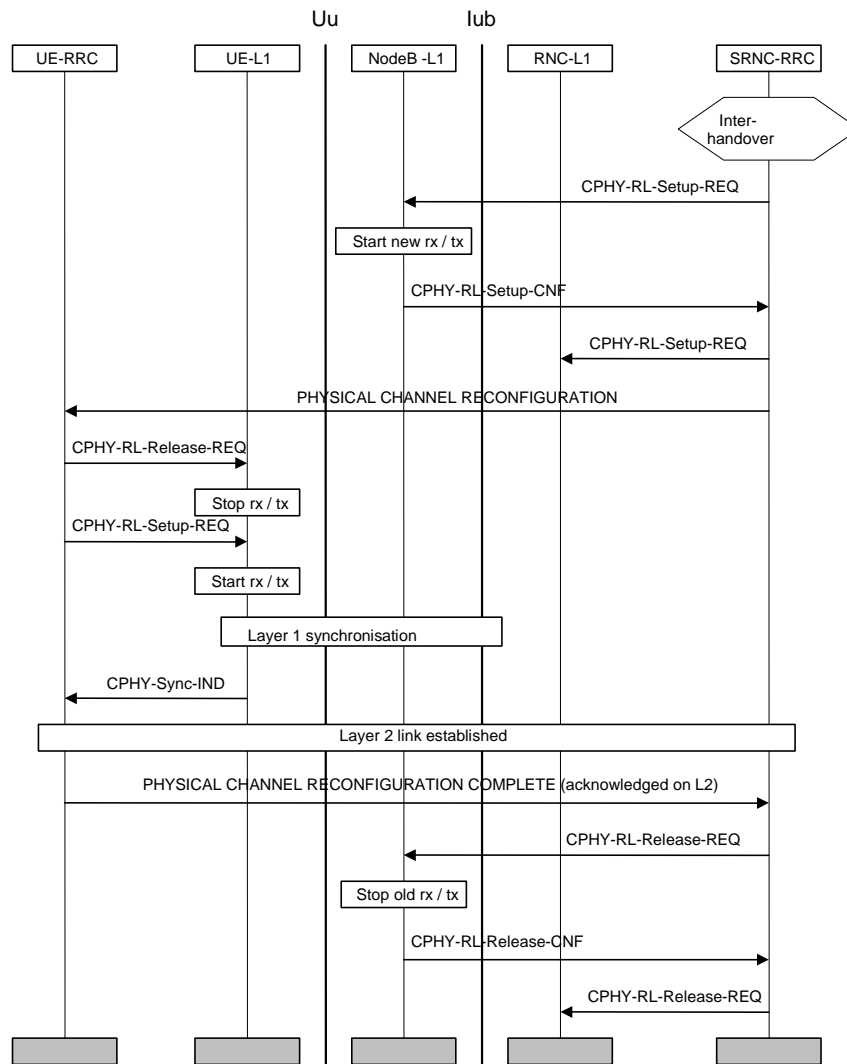 Uu
Iub
UE-RRC
UE-L1
NodeB -L1
RNC-L1
SRNC-RRC
Inter-
handover
CPHY-RL-Setup-REQ
Start new rx / tx
CPHY-RL-Setup-CNF
CPHY-RL-Setup-REQ
PHYSICAL CHANNEL RECONFIGURATION
CPHY-RL-Release-REQ
Stop rx / tx
CPHY-RL-Setup-REQ
Start rx / tx
Layer 1 synchronisation
CPHY-Sync-IND
Layer 2 link established
PHYSICAL CHANNEL RECONFIGURATION COMPLETE (acknowledged on L2)
CPHY-RL-Release-REQ
Stop old rx / tx
CPHY-RL-Release-CNF
CPHY-RL-Release-REQ